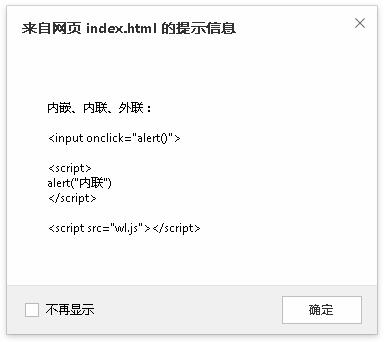 来自网页 index.html 的提示信息
内嵌、内联、外联：
<input onclick="alert()">
<script>
alert("内联")
</script>
<script src="wl.js"></script>
不再显示
确定